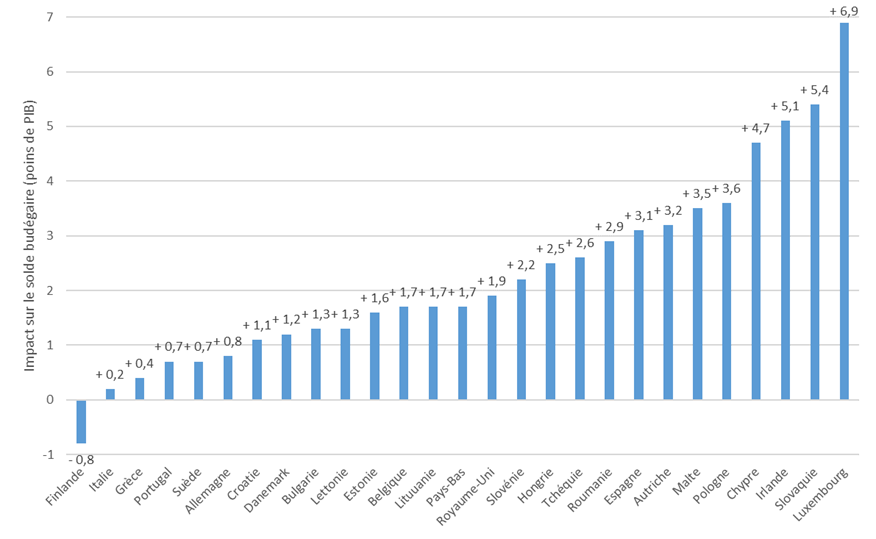 Impact sur le solde budégaire (poins de PIB)
7
6
5
4
3
2
1
0
-1
- 0,8
+ 0,2
+ 0,4
+ 0,7
+ 0,7
+ 0,8
+ 1,1
+ 1,2
+ 1,3
+ 1,3
+ 1,6
+ 1,7
+ 1,7
+ 1,7
+ 1,9
+ 2,2
+ 2,5
+ 2,6
+ 2,9
+ 3,1
+ 3,2
+ 3,5
+ 3,6
+ 4,7
+ 5,1
+ 5,4
+ 6,9
Finlande
Italie
Grèce
Portugal
Suède
Allemagne
Croatie
Danemark
Bulgarie
Lettonie
Estonie
Belgique
Lituuanie
Pays-Bas
Royaume-Uni
Slovénie
Hongrie
Tchéquie
Roumanie
Espagne
Autriche
Malte
Pologne
Chypre
Irlande
Slovaquie
Luxembourg